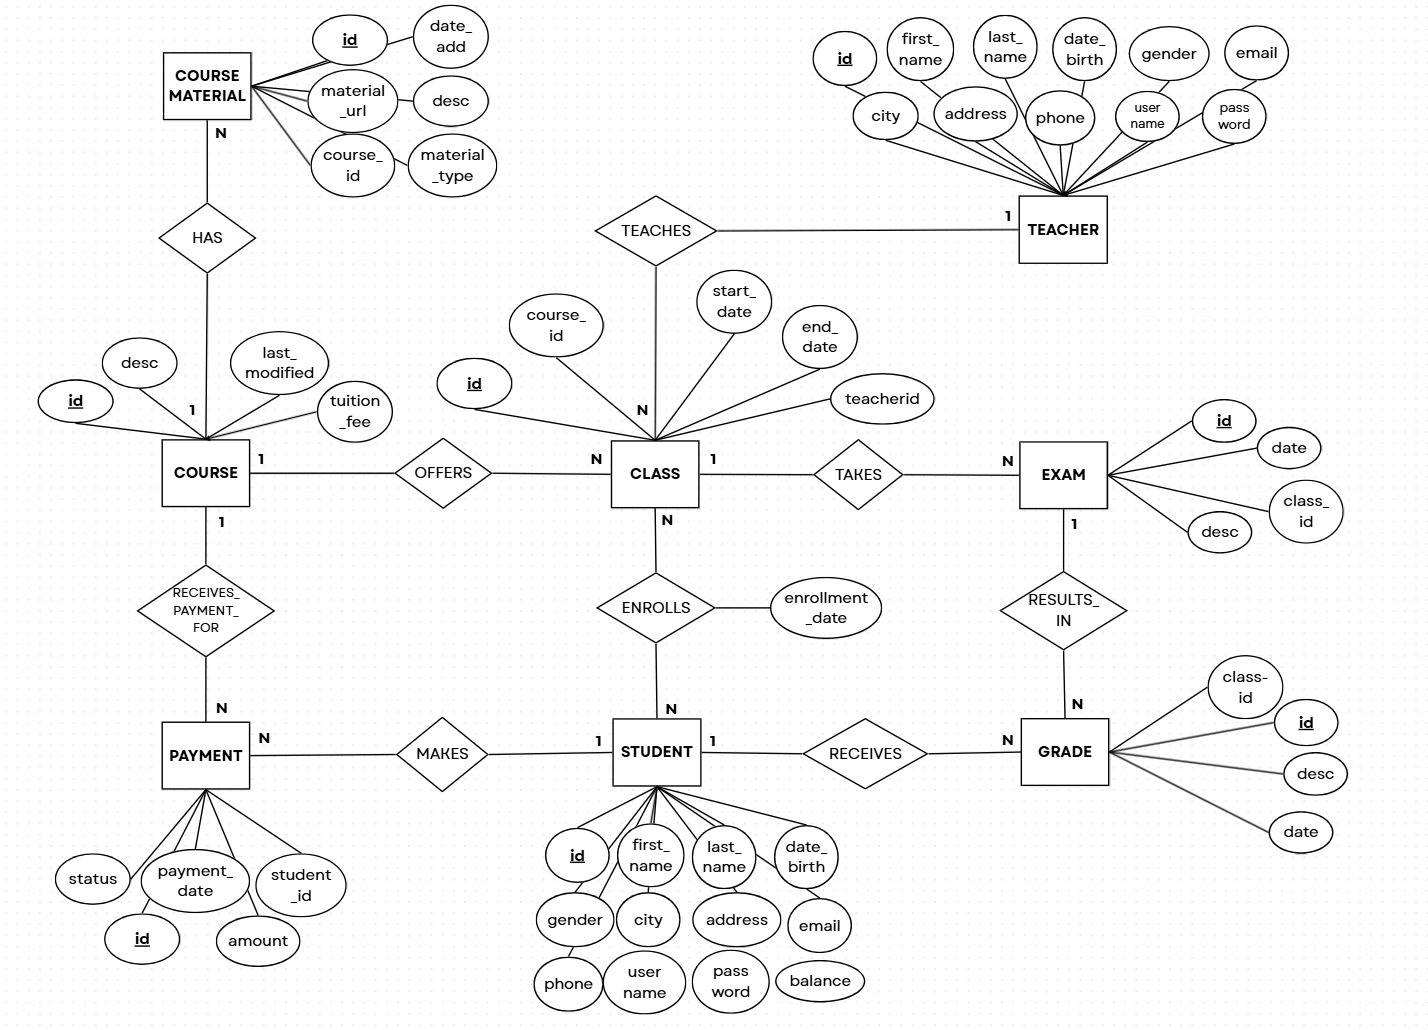 id
date_
add
COURSE
MATERIAL
material
_url
desc
course_
id
material
_type
N
HAS
1
id
first_
name
last_
name
date_
birth
gender
email
city
address
phone
user
name
pass
word
TEACHER
1
TEACHES
N
id
course_
id
start_
date
end_
date
teacherid
id
desc
last_
modified
tuition
_fee
COURSE
1
OFFERS
N
CLASS
1
TAKES
N
EXAM
id
date
class_
id
desc
1
RECEIVES_
PAYMENT_
FOR
N
N
ENROLLS
enrollment
_date
N
1
RESULTS_
IN
N
PAYMENT
N
MAKES
1
STUDENT
1
RECEIVES
N
GRADE
class-
id
id
desc
date
status
payment_
date
student
_id
id
amount
id
first_
name
last_
name
date_
birth
gender
city
address
email
phone
user
name
pass
word
balance